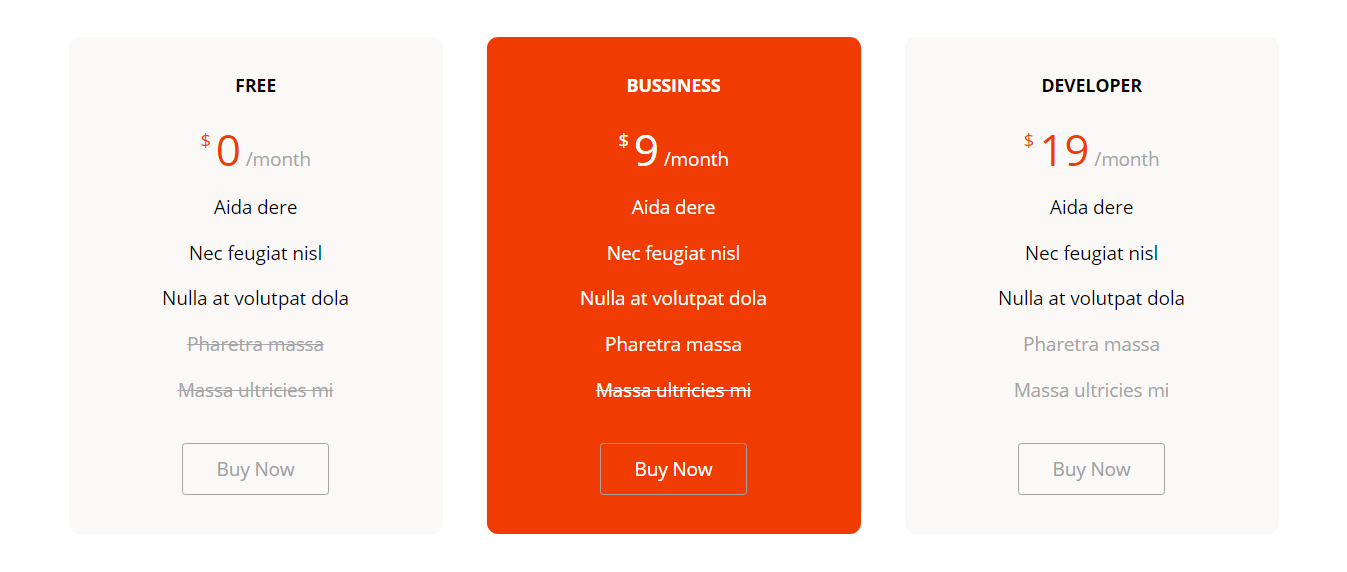 FREE
$ 0 /month
Aida dere
Nec feugiat nisl
Nulla at volutpat dola
Pharetra massa
Massa ultricies mi
Buy Now
BUSSINESS
$ 9 /month
Aida dere
Nec feugiat nisl
Nulla at volutpat dola
Pharetra massa
Massa ultricies mi
Buy Now
DEVELOPER
$ 19 /month
Aida dere
Nec feugiat nisl
Nulla at volutpat dola
Pharetra massa
Massa ultricies mi
Buy Now